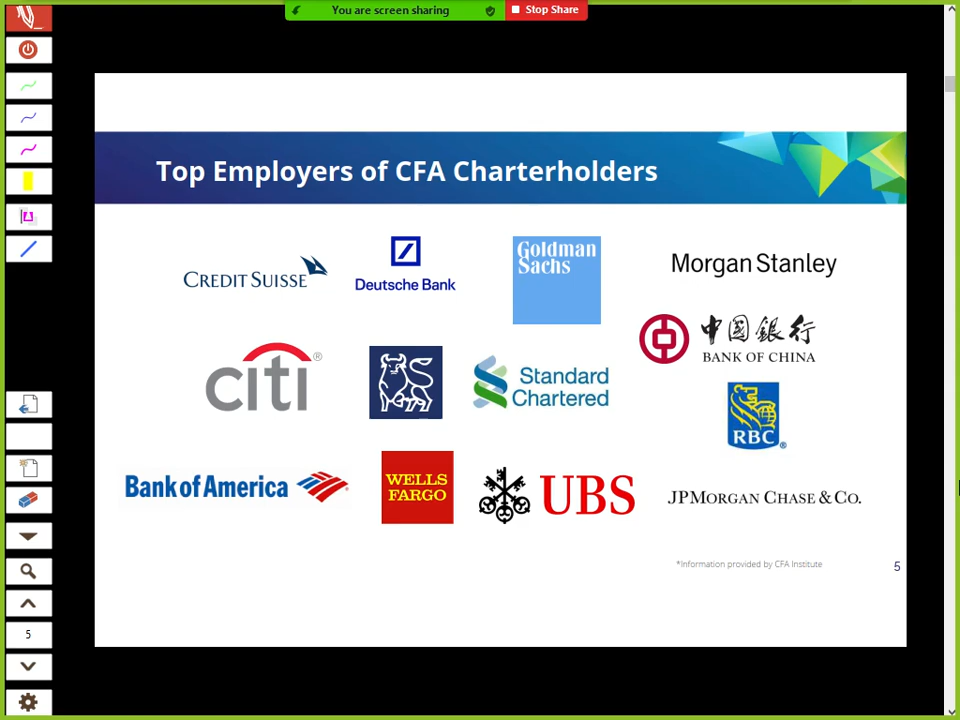 You are screen sharing
Stop Share
Top Employers of CFA Charterholders
CREDIT SUISSE
Deutsche Bank
Goldman
Sachs
Morgan Stanley
中國銀行
BANK OF CHINA
citi®
Standard
Chartered
RBC®
Bank of America
WELLS
FARGO
UBS
JPMORGAN CHASE & CO.
*Information provided by CFA Institute
5
5